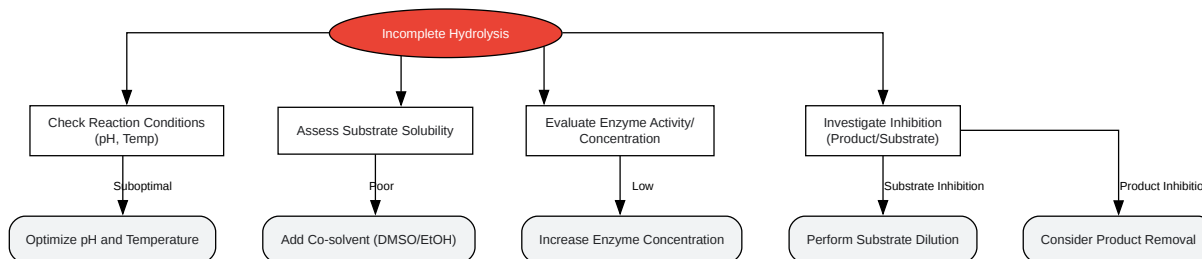 Incomplete Hydrolysis
Check Reaction Conditions
(pH, Temp)
Assess Substrate Solubility
Evaluate Enzyme Activity/
Concentration
Investigate Inhibition
(Product/Substrate)
Suboptimal
Poor
Low
Substrate Inhibition
Product Inhibitio
Optimize pH and Temperature
Add Co-solvent (DMSO/EtOH)
Increase Enzyme Concentration
Perform Substrate Dilution
Consider Product Removal